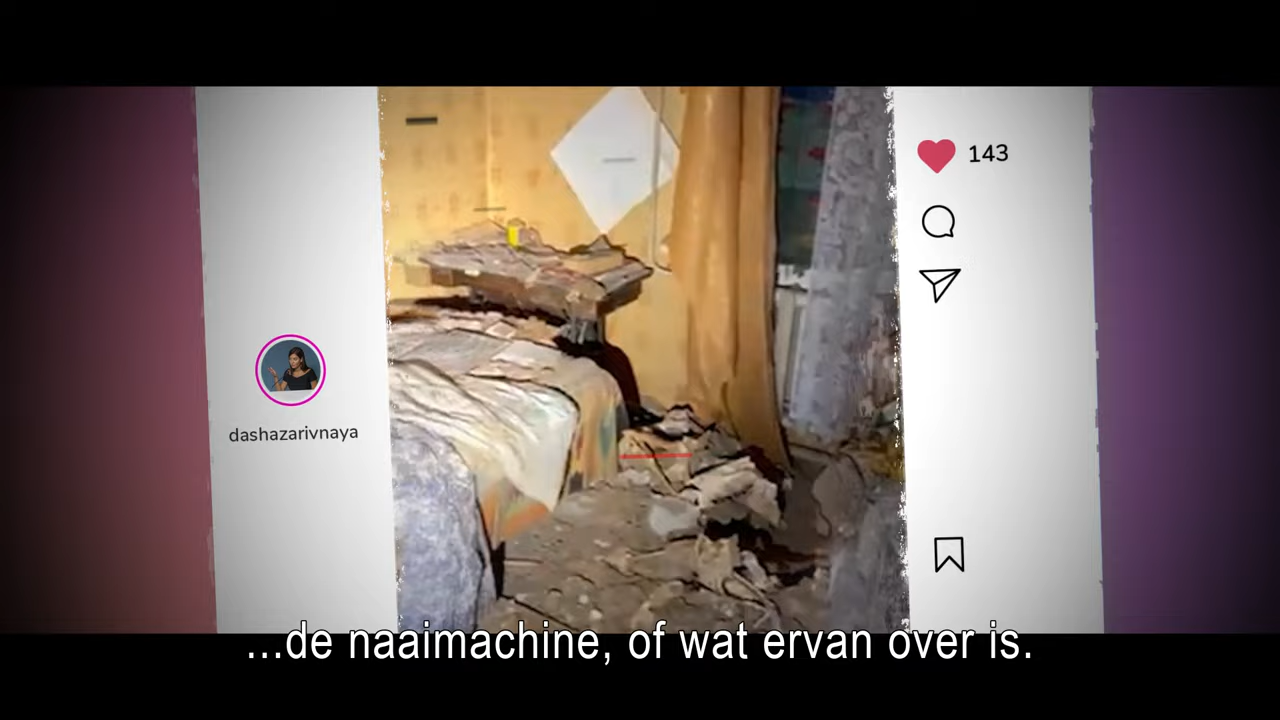 143
dashazarivnaya
...de naaimachine, of wat ervan over is.